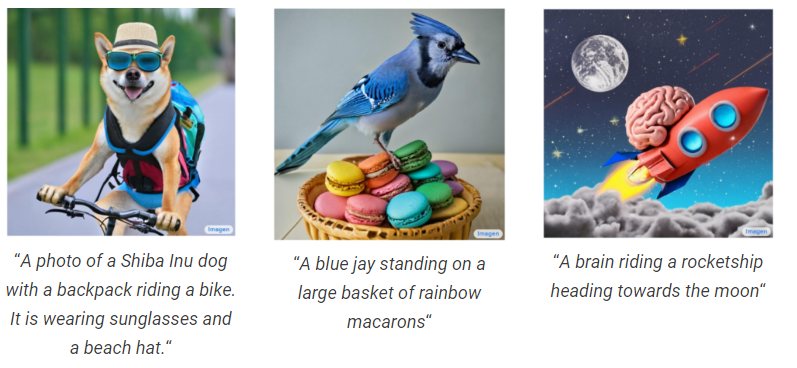 Imagen
Imagen
Imagen
“A photo of a Shiba Inu dog
with a backpack riding a bike.
It is wearing sunglasses and
a beach hat.“
“A blue jay standing on a
large basket of rainbow
macarons“
“A brain riding a rocketship
heading towards the moon“